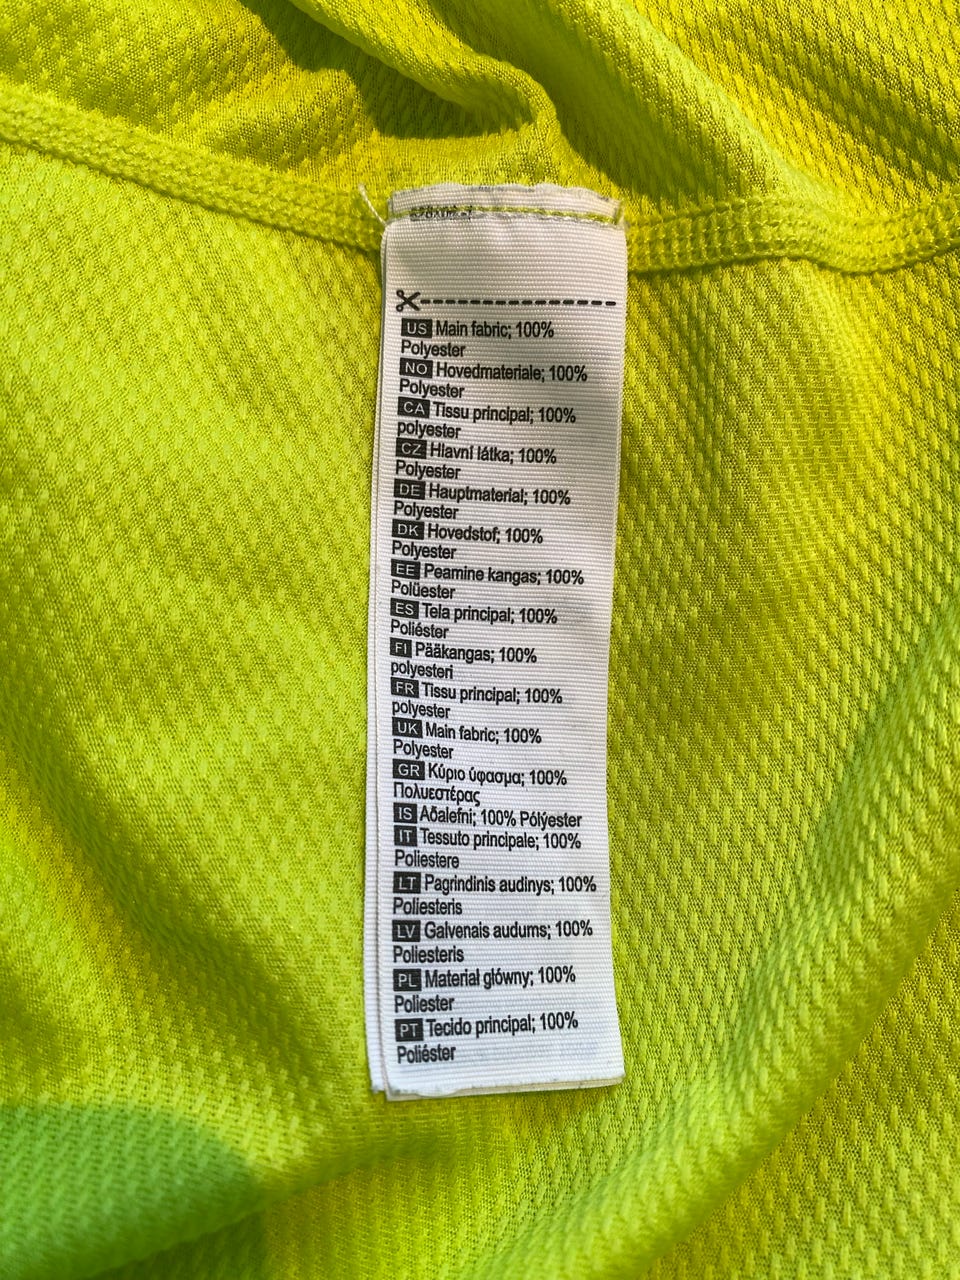 US Main fabric; 100%
Polyester
NO Hovedmateriale; 100%
Polyester
CA Tissu principal; 100%
polyester
CZ Hlavní látka; 100%
Polyester
DE Hauptmaterial; 100%
Polyester
DK Hovedstof; 100%
Polyester
EE Peamine kangas; 100%
Polüester
ES Tela principal; 100%
Poliéster
FI Pääkangas; 100%
polyesteri
FR Tissu principal; 100%
polyester
UK Main fabric; 100%
Polyester
GR Κύριο ύφασμα; 100%
Πολυεστέρας
IS Aðalefni; 100% Pólýester
IT Tessuto principale; 100%
Poliestere
LT Pagrindinis audinys; 100%
Poliesteris
LV Galvenais audums; 100%
Poliesteris
PL Material główny; 100%
Poliester
PT Tecido principal; 100%
Poliéster